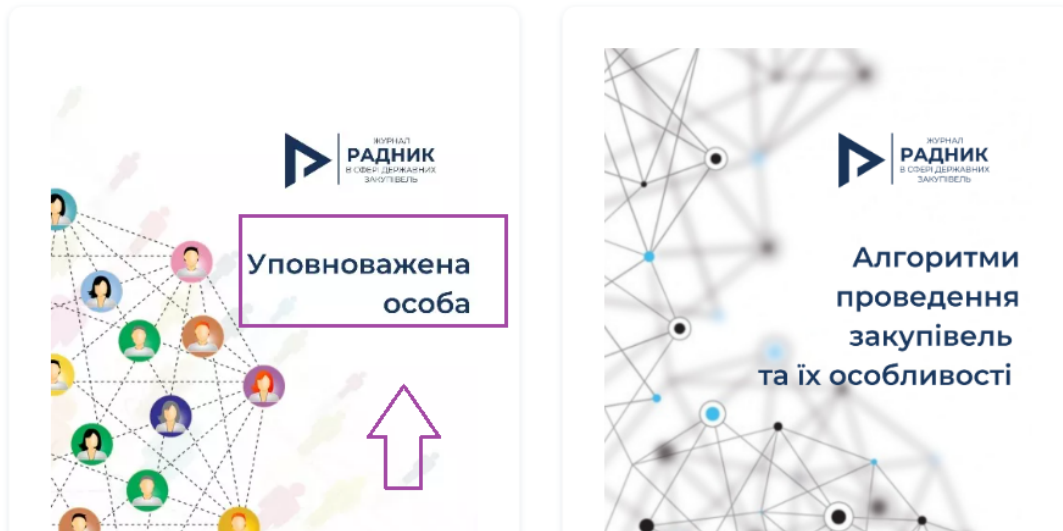 ЖУРНАЛ
РАДНИК
В СФЕРІ ДЕРЖАВНИХ
ЗАКУПІВЕЛЬ
Уповноважена
особа
ЖУРНАЛ
РАДНИК
В СФЕРІ ДЕРЖАВНИХ
ЗАКУПІВЕЛЬ
Алгоритми
проведення
закупівель
та їх особливості